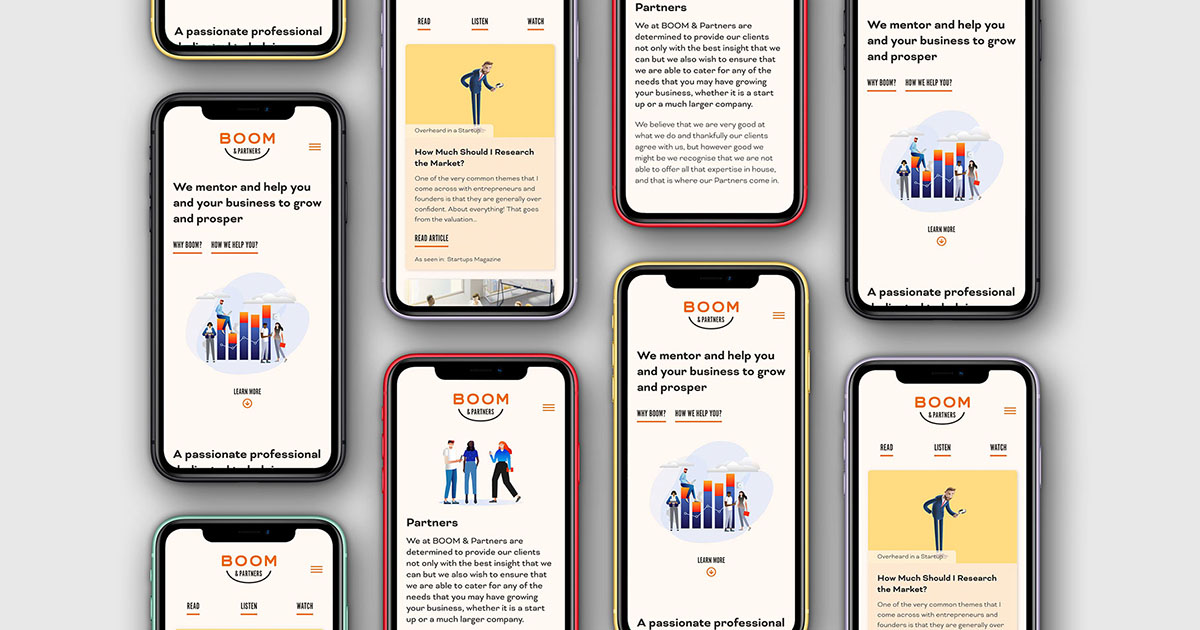 A passionate professional
BOOM
& PARTNERS
We mentor and help you
and your business to grow
and prosper
WHY BOOM? HOW WE HELP YOU?
LEARN MORE
A passionate professional
BOOM
& PARTNERS
READ LISTEN WATCH
READ LISTEN WATCH
Overheard in a Startup
How Much Should I Research
the Market?
One of the very common themes that I
come across with entrepreneurs and
founders is that they are generally over
confident. About everything! That goes
from the valuation...
READ ARTICLE
As seen in: Startups Magazine
BOOM
& PARTNERS
Partners
We at BOOM & Partners are
determined to provide our clients
not only with the best insight that we
can but we also wish to ensure that
we are able to cater for any of the
needs that you may have growing
your business, whether it is a start
up or a much larger company.
Partners
We at BOOM & Partners are
determined to provide our clients
not only with the best insight that we
can but we also wish to ensure that
we are able to cater for any of the
needs that you may have growing
your business, whether it is a start
up or a much larger company.
We believe that we are very good at
what we do and thankfully our clients
agree with us, but however good we
might be we recognise that we are not
able to offer all that expertise in house,
and that is where our Partners come in.
BOOM
& PARTNERS
We mentor and help you
and your business to grow
and prosper
WHY BOOM? HOW WE HELP YOU?
LEARN MORE
A passionate professional
We mentor and help you
and your business to grow
and prosper
WHY BOOM? HOW WE HELP YOU?
LEARN MORE
A passionate professional
BOOM
& PARTNERS
READ LISTEN WATCH
Overheard in a Startup
How Much Should I Research
the Market?
One of the very common themes that I
come across with entrepreneurs and
founders is that they are generally over